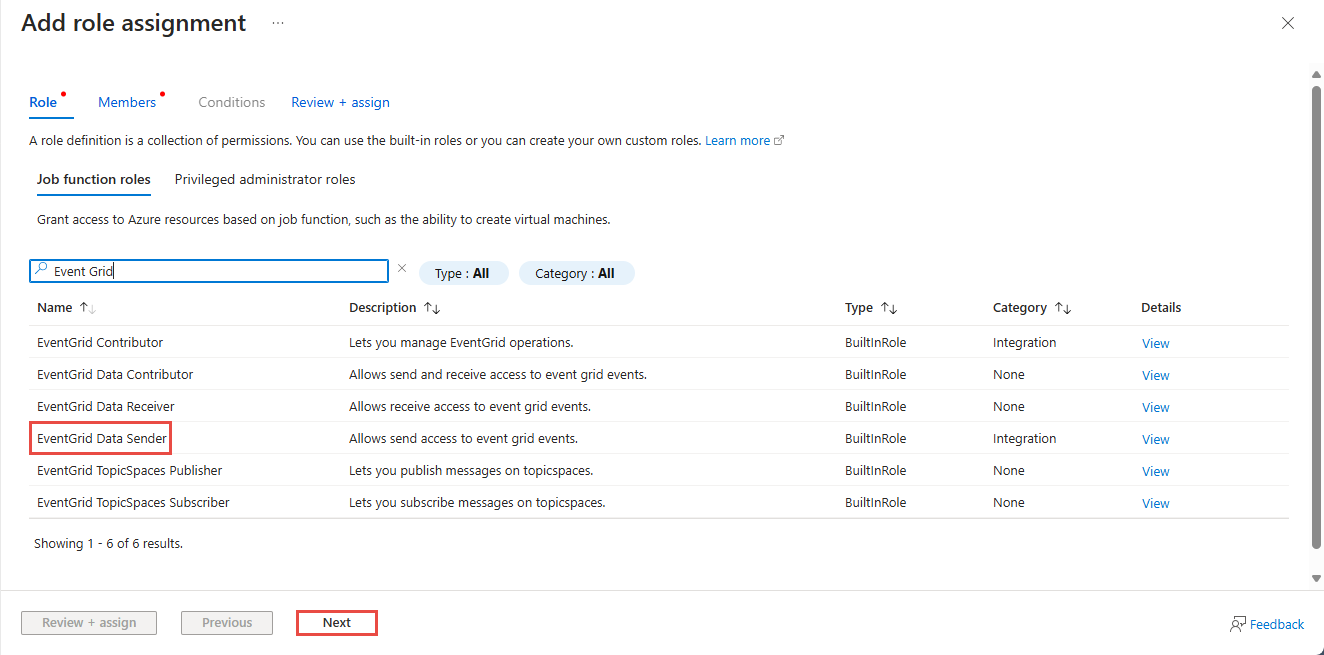 Add role assignment ...
Role Members Conditions Review + assign
A role definition is a collection of permissions. You can use the built-in roles or you can create your own custom roles. Learn more
Job function roles Privileged administrator roles
Grant access to Azure resources based on job function, such as the ability to create virtual machines.
Event Grid Type : All Category : All
Name Description Type Category Details
EventGrid Contributor Lets you manage EventGrid operations. BuiltInRole Integration View
EventGrid Data Contributor Allows send and receive access to event grid events. BuiltInRole None View
EventGrid Data Receiver Allows receive access to event grid events. BuiltInRole None View
EventGrid Data Sender Allows send access to event grid events. BuiltInRole Integration View
EventGrid TopicSpaces Publisher Lets you publish messages on topicspaces. BuiltInRole None View
EventGrid TopicSpaces Subscriber Lets you subscribe messages on topicspaces. BuiltInRole None View
Showing 1 - 6 of 6 results.
Review + assign Previous Next Feedback